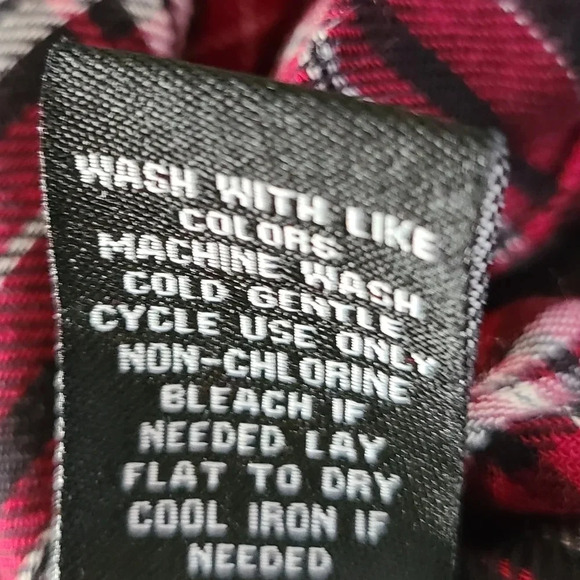 WASH WITH LIKE
COLORS
MACHINE WASH
COLD GENTLE
CYCLE USE ONLY
NON-CHLORINE
BLEACH IF
NEEDED LAY
FLAT TO DRY
COOL IRON IF
NEEDED